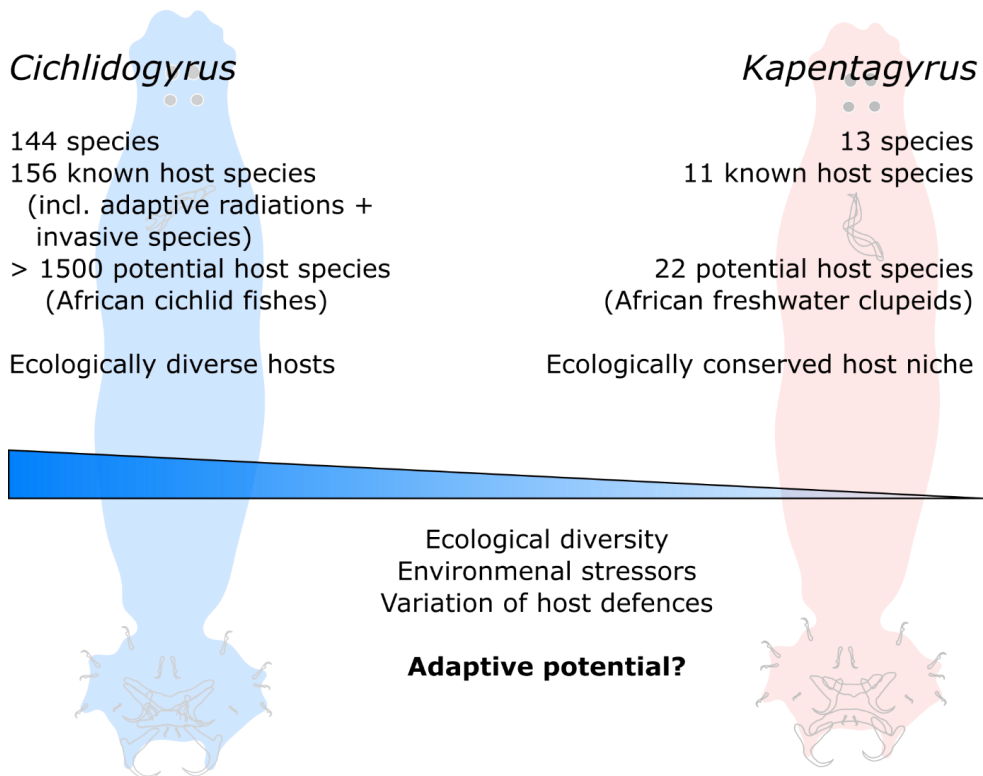 Cichlidogyrus
144 species
156 known host species
(incl. adaptive radiations +
invasive species)
> 1500 potential host species
(African cichlid fishes)
Ecologically diverse hosts
Kapentagyrus
13 species
11 known host species
22 potential host species
(African freshwater clupeids)
Ecologically conserved host niche
Ecological diversity
Environmenal stressors
Variation of host defences
Adaptive potential?